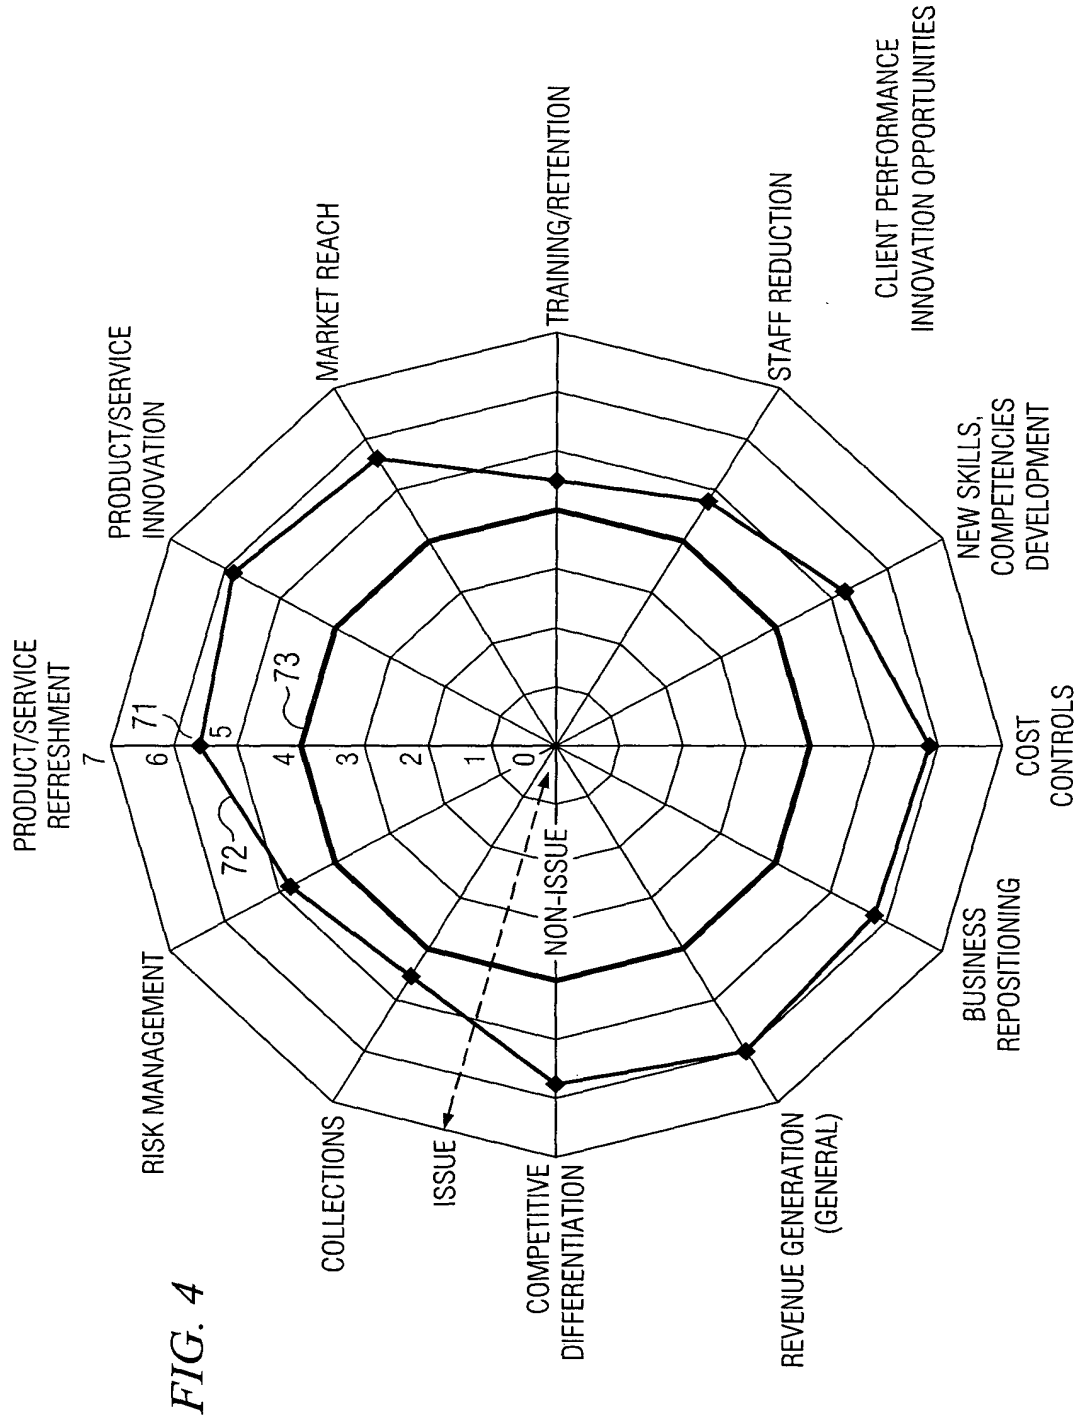 FIG. 4
PRODUCT/SERVICE
REFRESHMENT
PRODUCT/SERVICE
INNOVATION
MARKET REACH
TRAINING/RETENTION
STAFF REDUCTION
NEW SKILLS,
COMPETENCIES
DEVELOPMENT
COST
CONTROLS
BUSINESS
REPOSITIONING
REVENUE GENERATION
(GENERAL)
COMPETITIVE
DIFFERENTIATION
ISSUE
COLLECTIONS
RISK MANAGEMENT
7
6
5
4
3
2
1
0
71
72
73
NON-ISSUE
CLIENT PERFORMANCE
INNOVATION OPPORTUNITIES